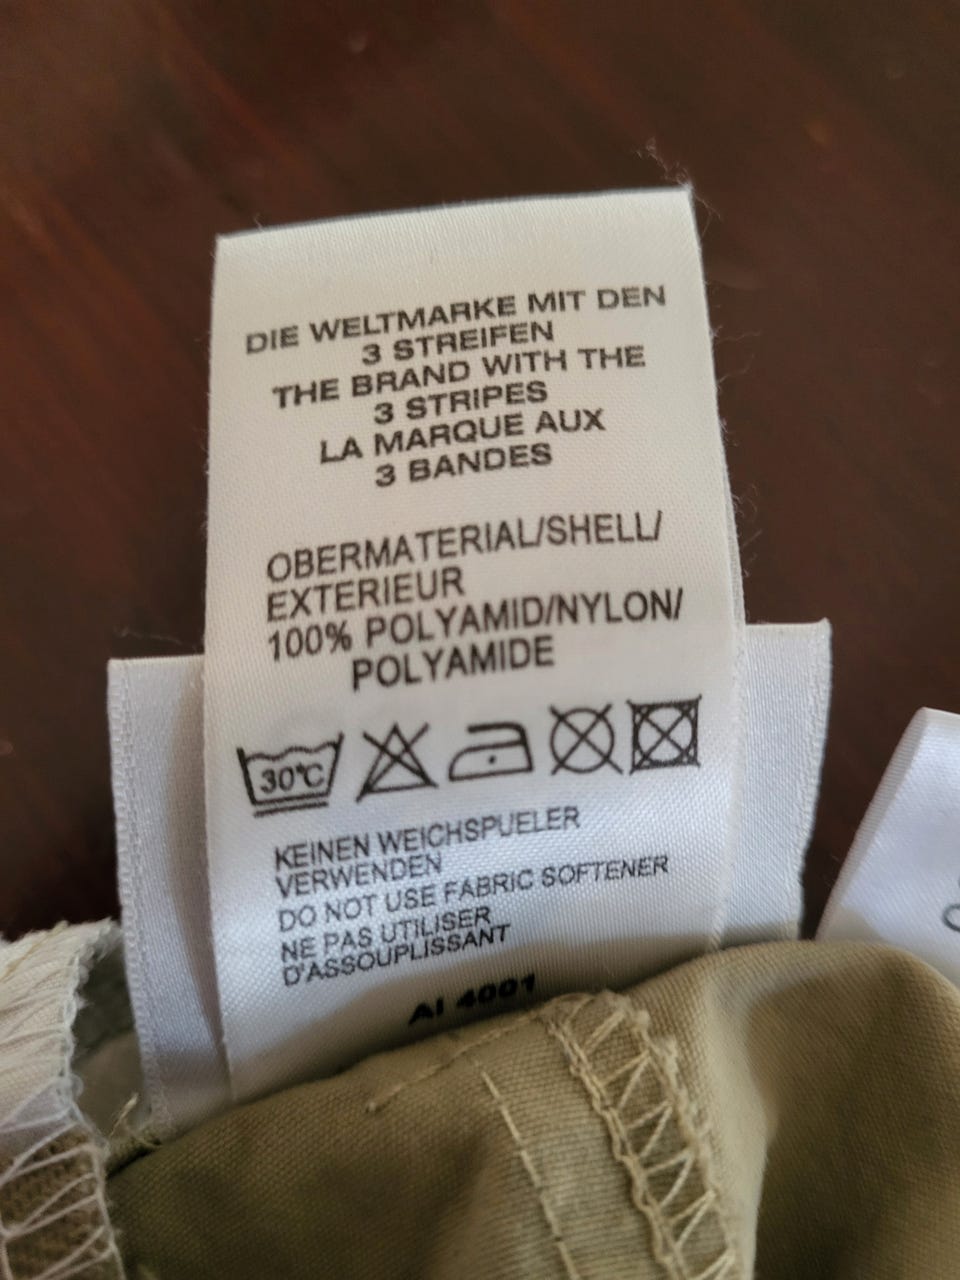 DIE WELTMARKE MIT DEN
3 STREIFEN
THE BRAND WITH THE
3 STRIPES
LA MARQUE AUX
3 BANDES
OBERMATERIAL/SHELL/
EXTERIEUR
100% POLYAMID/NYLON/
POLYAMIDE
30°C
KEINEN WEICHSPUELER
VERWENDEN
DO NOT USE FABRIC SOFTENER
NE PAS UTILISER
D'ASSOUPLISSANT
AI 4001